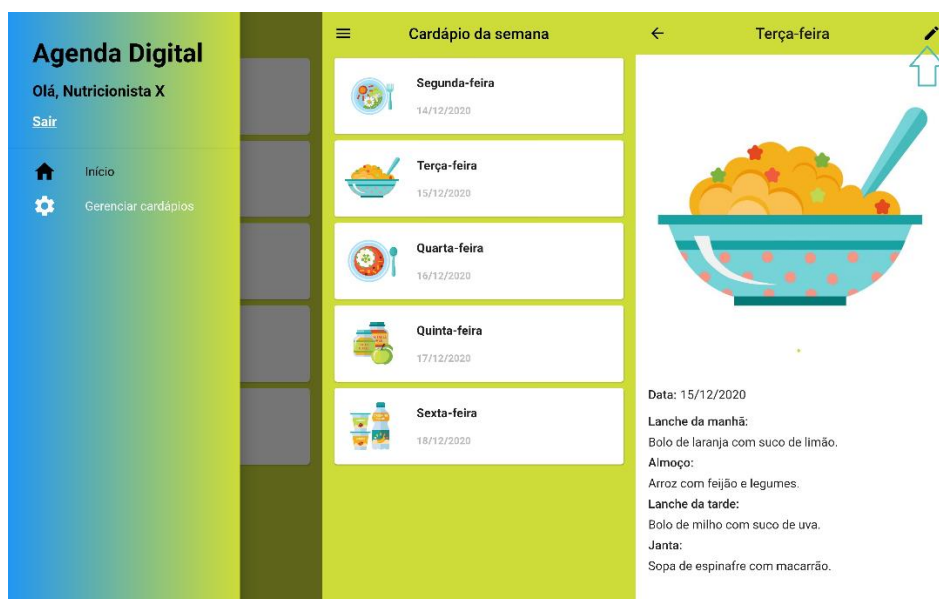 Agenda Digital
Olá, Nutricionista X
Sair
Início
Gerenciar cardápios
Cardápio da semana
Segunda-feira
14/12/2020
Terça-feira
15/12/2020
Quarta-feira
16/12/2020
Quinta-feira
17/12/2020
Sexta-feira
18/12/2020
Terça-feira
Data: 15/12/2020
Lanche da manhã:
Bolo de laranja com suco de limão.
Almoço:
Arroz com feijão e legumes.
Lanche da tarde:
Bolo de milho com suco de uva.
Janta:
Sopa de espinafre com macarrão.